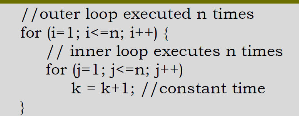 //outer loop executed n times
for (i=1; i<=n; i++) {
// inner loop executes n times
for (j=1; j<=n; j++)
k = k+1; //constant time
}